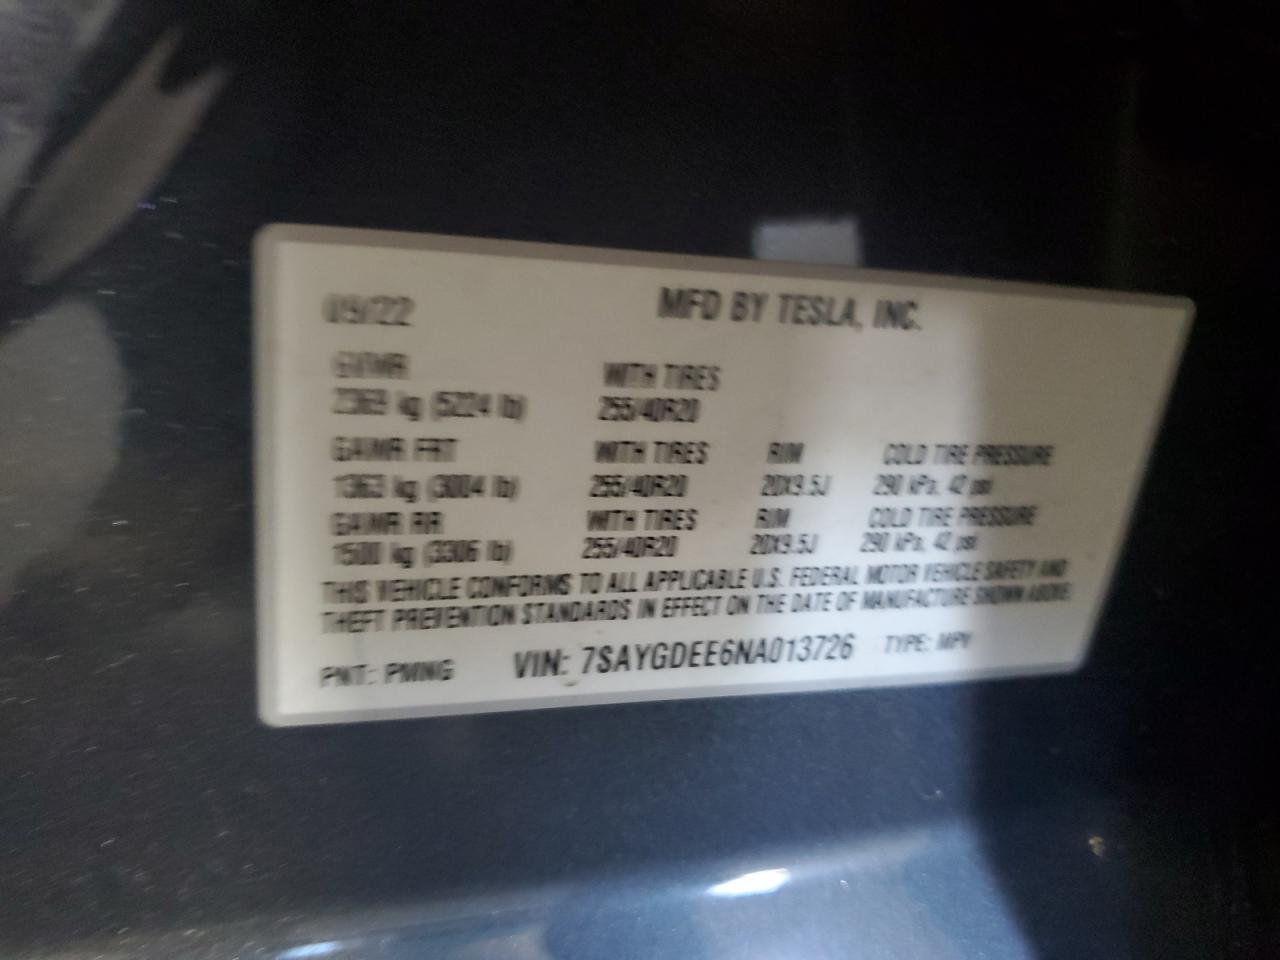 09/22 MFD BY TESLA, INC.
GVWR WITH TIRES
2369 kg (5224 lb) 255/40R20
GAWR FRT WITH TIRES RIM COLD TIRE PRESSURE
1363 kg (3004 lb) 255/40R20 20X9.5J 290 kPa, 42 psi
GAWR RR WITH TIRES RIM COLD TIRE PRESSURE
1500 kg (3306 lb) 255/40R20 20X9.5J 290 kPa, 42 psi
THIS VEHICLE CONFORMS TO ALL APPLICABLE U.S. FEDERAL MOTOR VEHICLE SAFETY AND
THEFT PREVENTION STANDARDS IN EFFECT ON THE DATE OF MANUFACTURE SHOWN ABOVE.
PNT: PMNG VIN: 7SAYGDEE6NA013726 TYPE: MPV